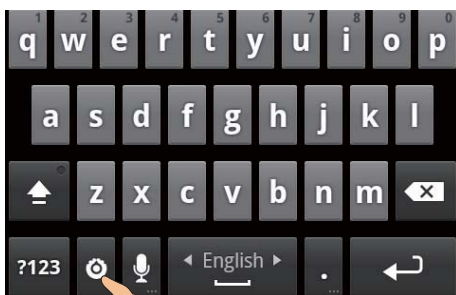 1 2 3 4 5 6 7 8 9 0
q w e r t y u i o p
a s d f g h j k l
z x c v b n m
?123 English .